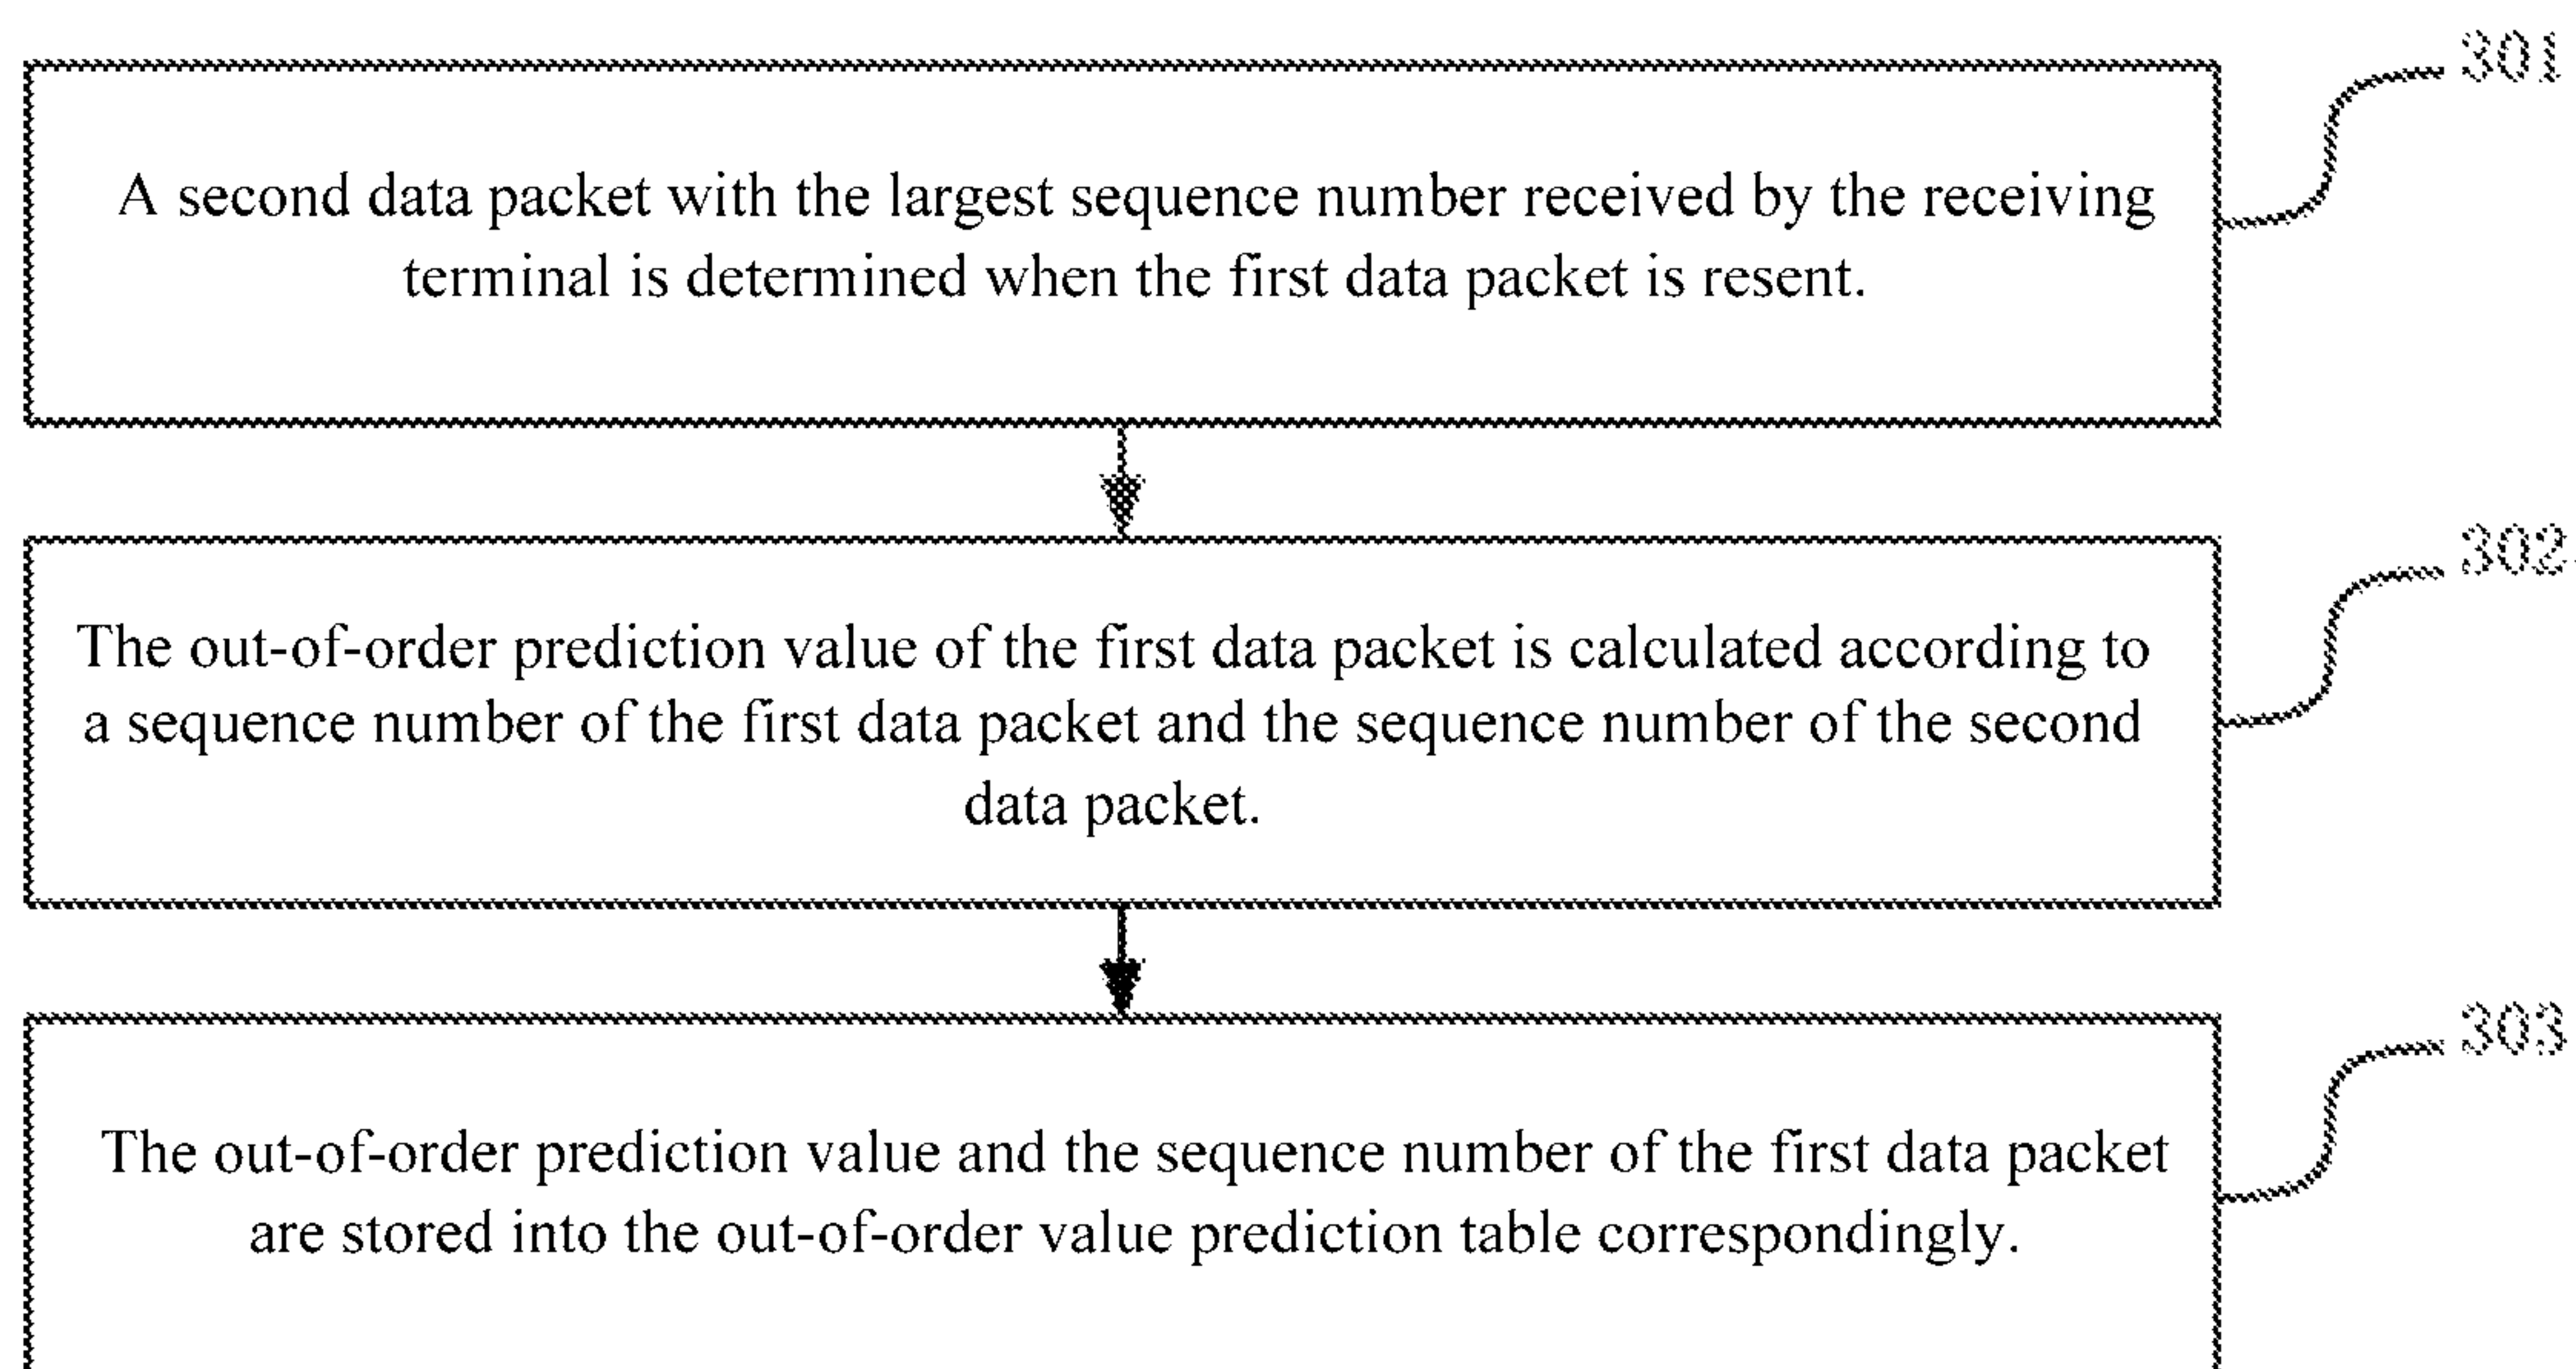 301
A second data packet with the largest sequence number received by the receiving
terminal is determined when the first data packet is resent.
302
The out-of-order prediction value of the first data packet is calculated according to
a sequence number of the first data packet and the sequence number of the second
data packet.
303
The out-of-order prediction value and the sequence number of the first data packet
are stored into the out-of-order value prediction table correspondingly.